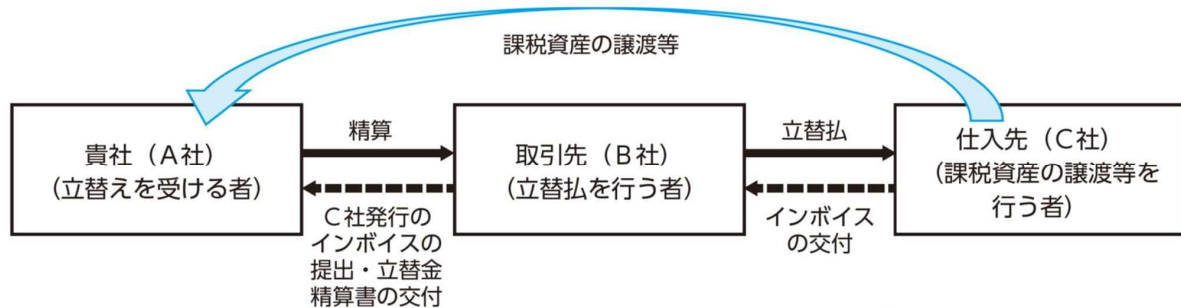 課税資産の譲渡等
貴社（A社）
（立替えを受ける者）
精算
C社発行の
インボイスの
提出・立替金
精算書の交付
取引先（B社）
（立替払を行う者）
立替払
インボイス
の交付
仕入先（C社）
（課税資産の譲渡等を
行う者）